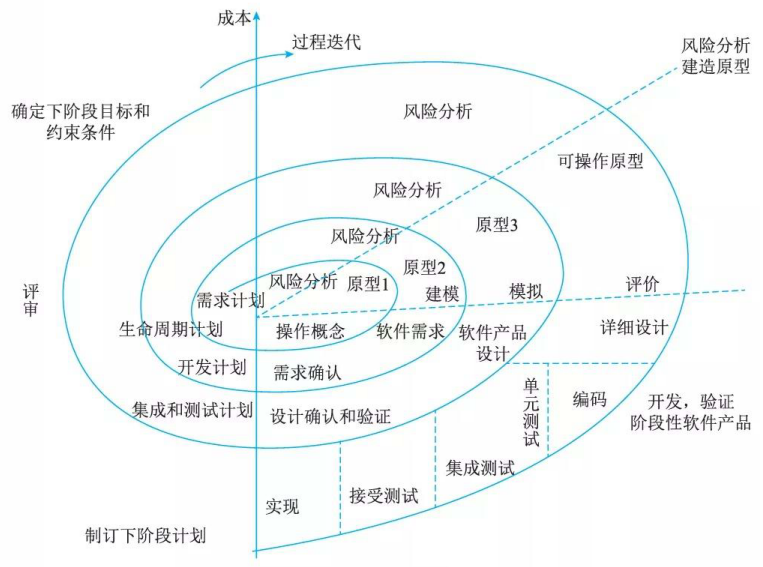 成本
过程迭代
风险分析
建造原型
确定下阶段目标和
约束条件
风险分析
可操作原型
风险分析
原型3
风险分析
原型2
风险分析
原型1
建模
模拟
评价
评
审
需求计划
生命周期计划
操作概念
软件需求
软件产品
设计
详细设计
开发计划
需求确认
集成和测试计划
设计确认和验证
单
元
测
试
编码
开发，验证
阶段性软件产品
集成测试
接受测试
实现
制订下阶段计划